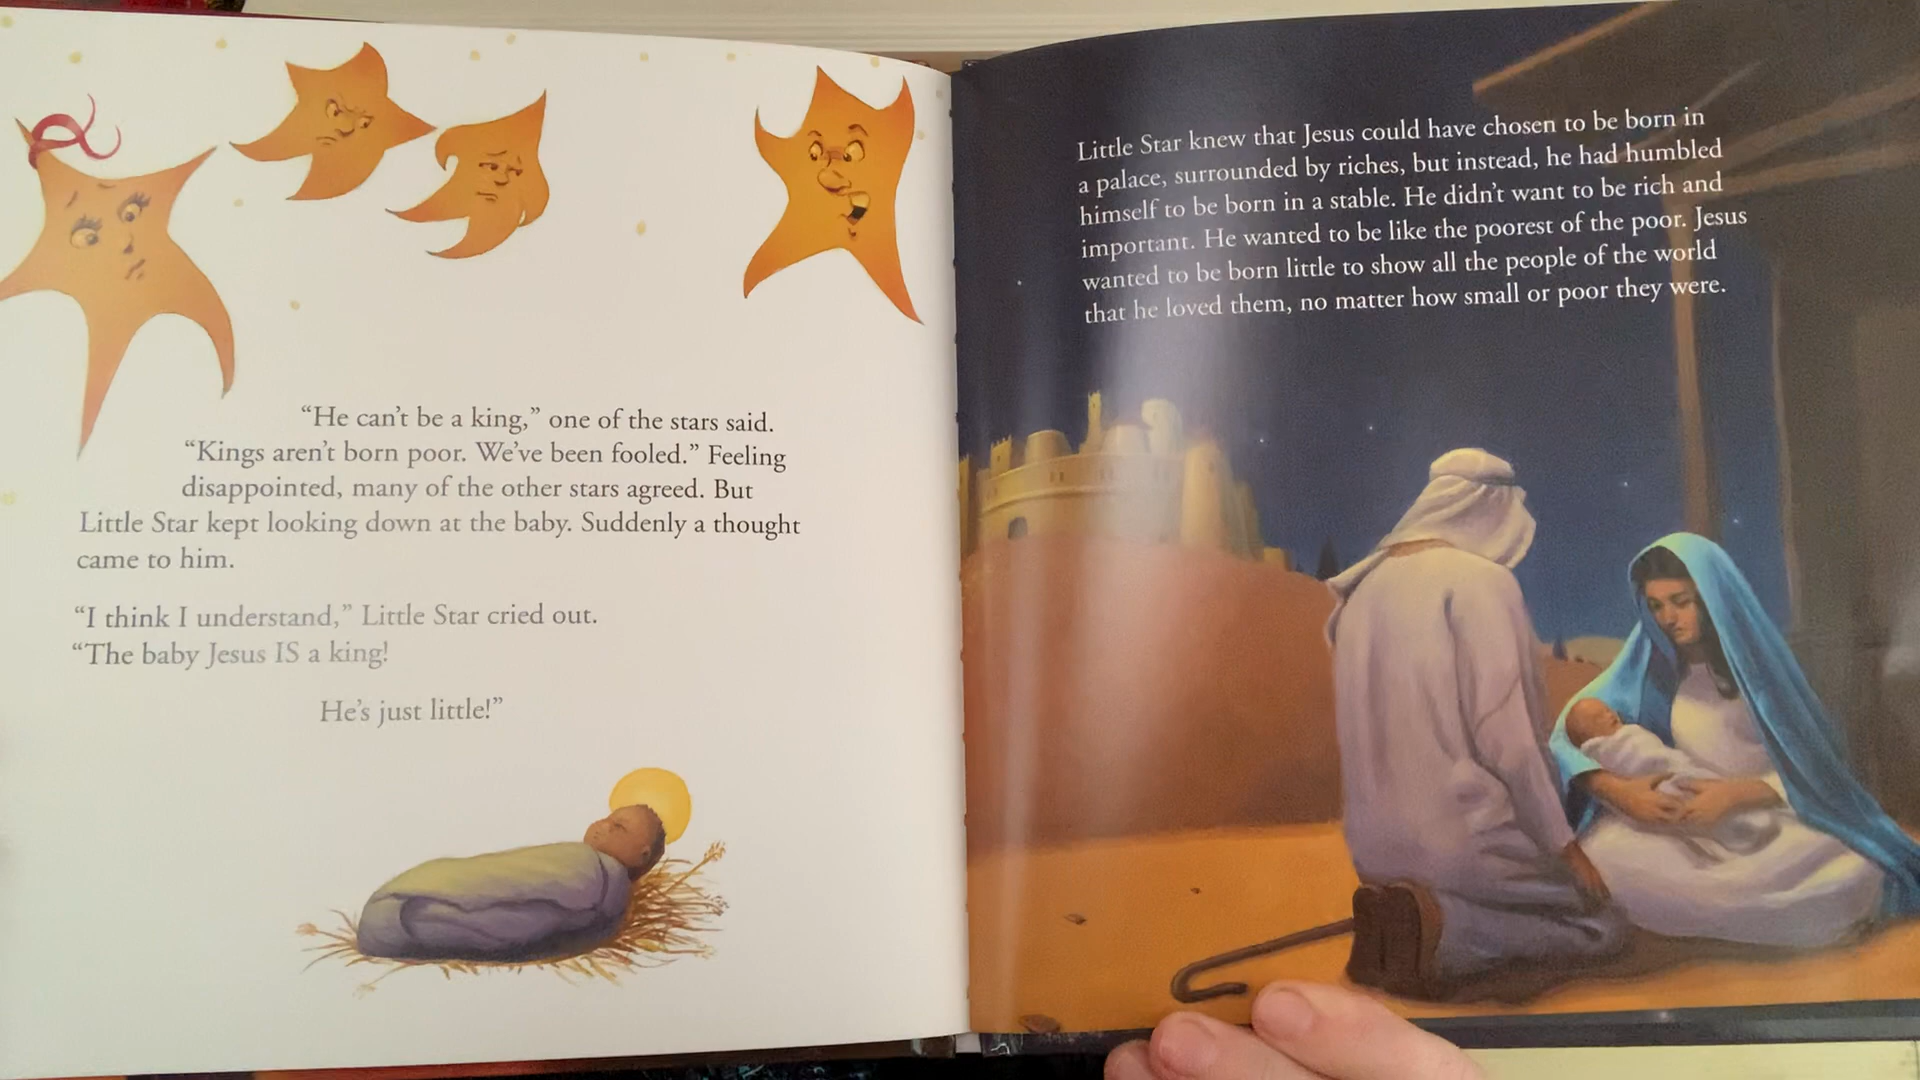 “He can’t be a king,” one of the stars said.
“Kings aren’t born poor. We’ve been fooled.” Feeling
disappointed, many of the other stars agreed. But
Little Star kept looking down at the baby. Suddenly a thought
came to him.
“I think I understand,” Little Star cried out.
“The baby Jesus IS a king!
He’s just little!”
Little Star knew that Jesus could have chosen to be born in
a palace, surrounded by riches, but instead, he had humbled
himself to be born in a stable. He didn’t want to be rich and
important. He wanted to be like the poorest of the poor. Jesus
wanted to be born little to show all the people of the world
that he loved them, no matter how small or poor they were.